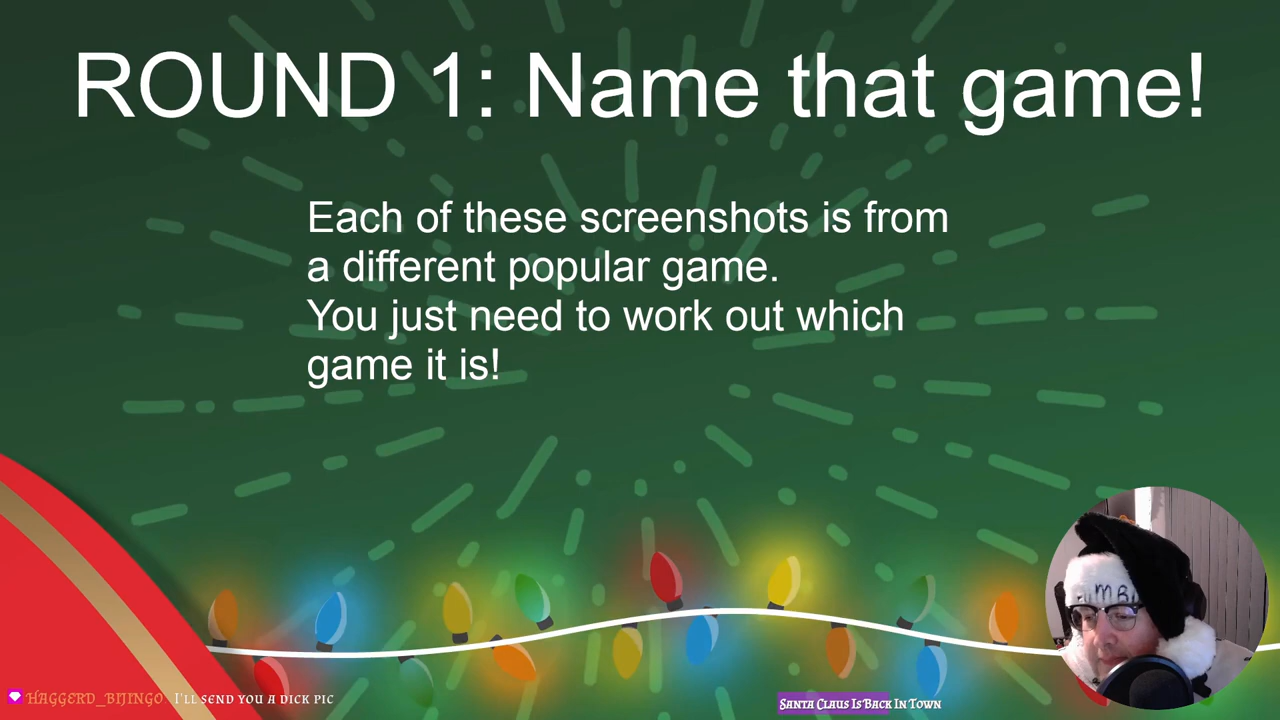 ROUND 1: Name that game!
Each of these screenshots is from
a different popular game.
You just need to work out which
game it is!
HAGGERD_BIJINGO I'LL SEND YOU A DICK PIC
SANTA CLAUS IS BACK IN TOWN